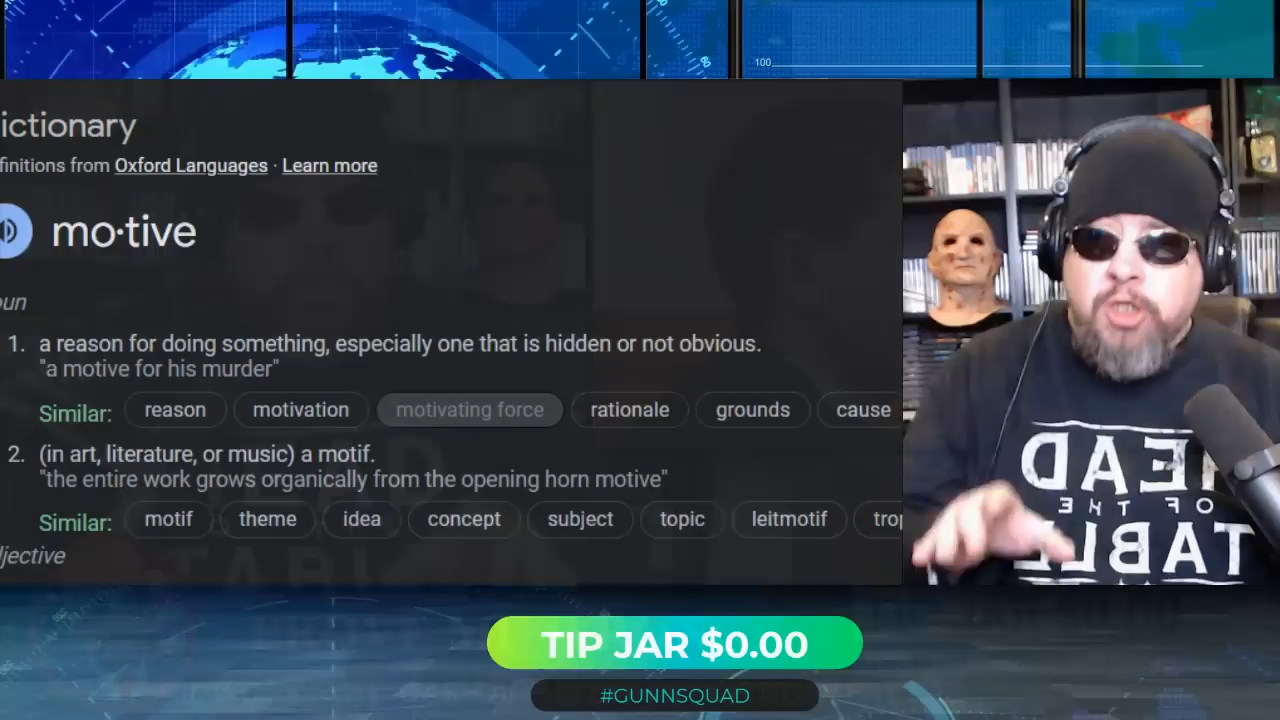 100
ictionary
finitions from Oxford Languages · Learn more
mo·tive
oun
1. a reason for doing something, especially one that is hidden or not obvious.
"a motive for his murder"
Similar: reason motivation motivating force rationale grounds cause
2. (in art, literature, or music) a motif.
"the entire work grows organically from the opening horn motive"
Similar: motif theme idea concept subject topic leitmotif trop
jective
HEAD
OF THE
TABLE
TIP JAR $0.00
#GUNNSQUAD